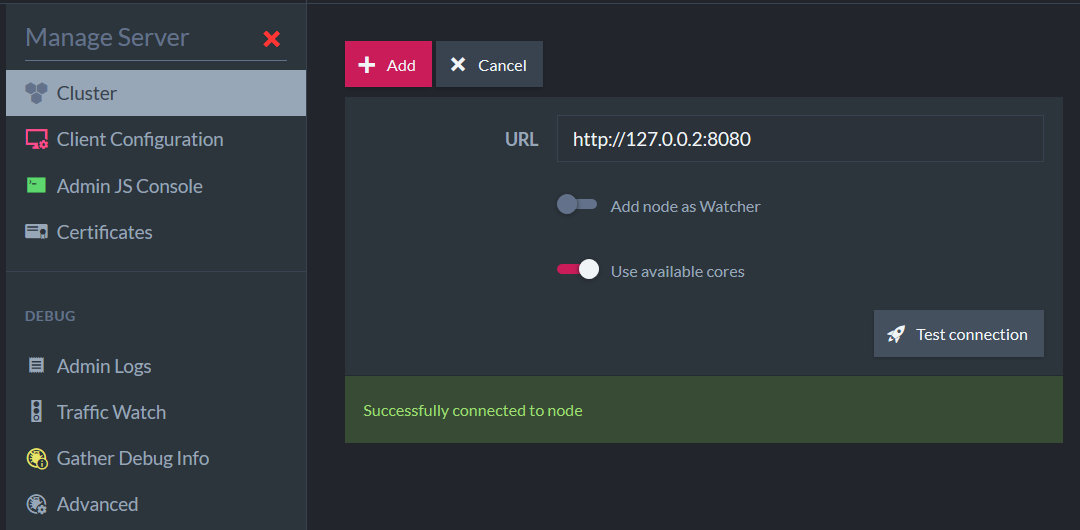 Manage Server
Cluster
Client Configuration
Admin JS Console
Certificates
DEBUG
Admin Logs
Traffic Watch
Gather Debug Info
Advanced
Add
Cancel
URL
http://127.0.0.2:8080
Add node as Watcher
Use available cores
Test connection
Successfully connected to node